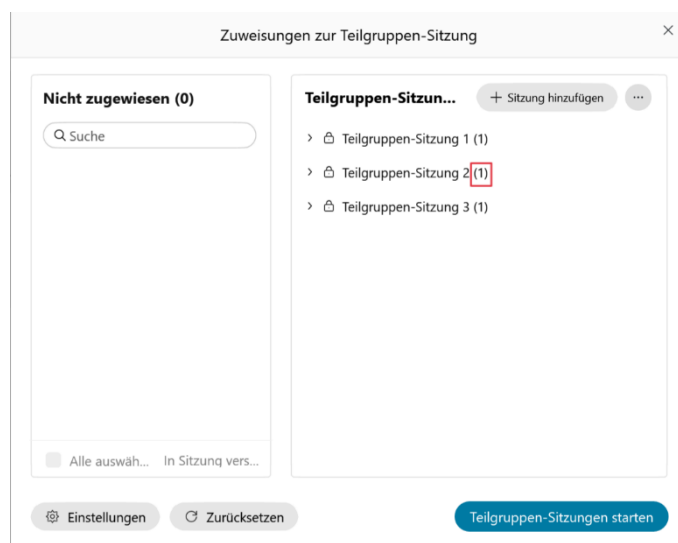 Zuweisungen zur Teilgruppen-Sitzung
Nicht zugewiesen (0)
Suche
Alle auswäh... In Sitzung vers...
Teilgruppen-Sitzun... + Sitzung hinzufügen ...
Teilgruppen-Sitzung 1 (1)
Teilgruppen-Sitzung 2 (1)
Teilgruppen-Sitzung 3 (1)
Einstellungen Zurücksetzen Teilgruppen-Sitzungen starten